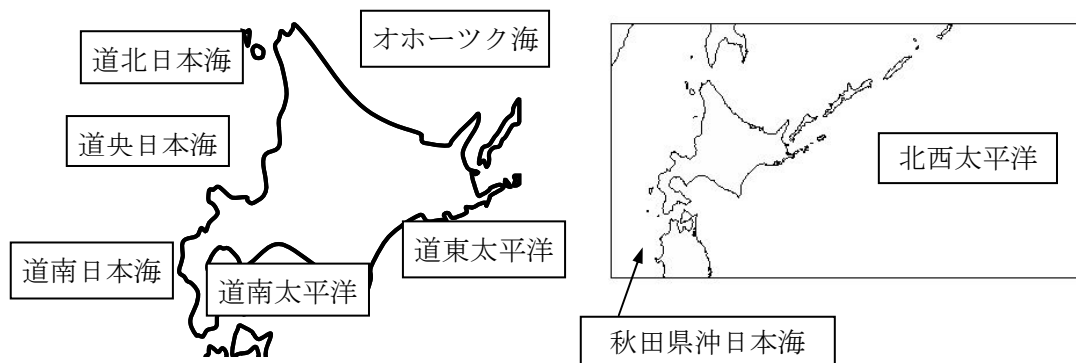 道北日本海
オホーツク海
道央日本海
道南日本海
道南太平洋
道東太平洋
北西太平洋
秋田県沖日本海